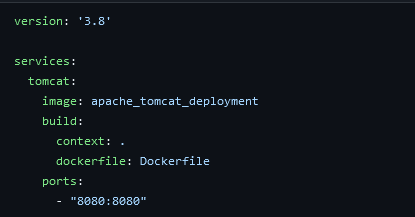 version: '3.8'
services:
tomcat:
image: apache_tomcat_deployment
build:
context: .
dockerfile: Dockerfile
ports:
- "8080:8080"